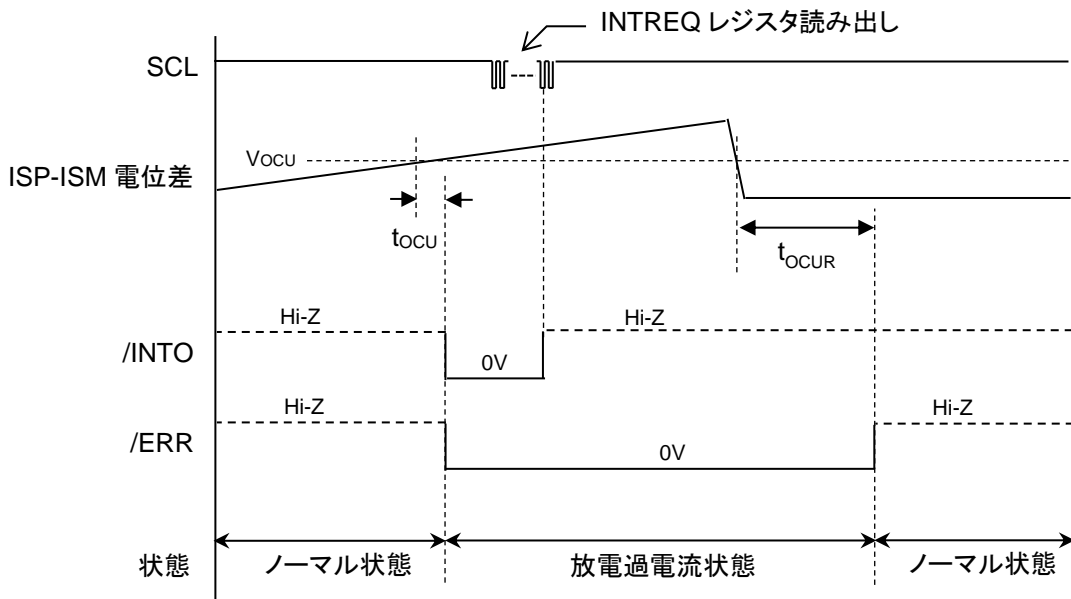 INTREQ レジスタ読み出し
SCL
VOCU
ISP-ISM 電位差
tOCU
tOCUR
Hi-Z
Hi-Z
/INTO
0V
Hi-Z
Hi-Z
/ERR
0V
状態
ノーマル状態
放電過電流状態
ノーマル状態